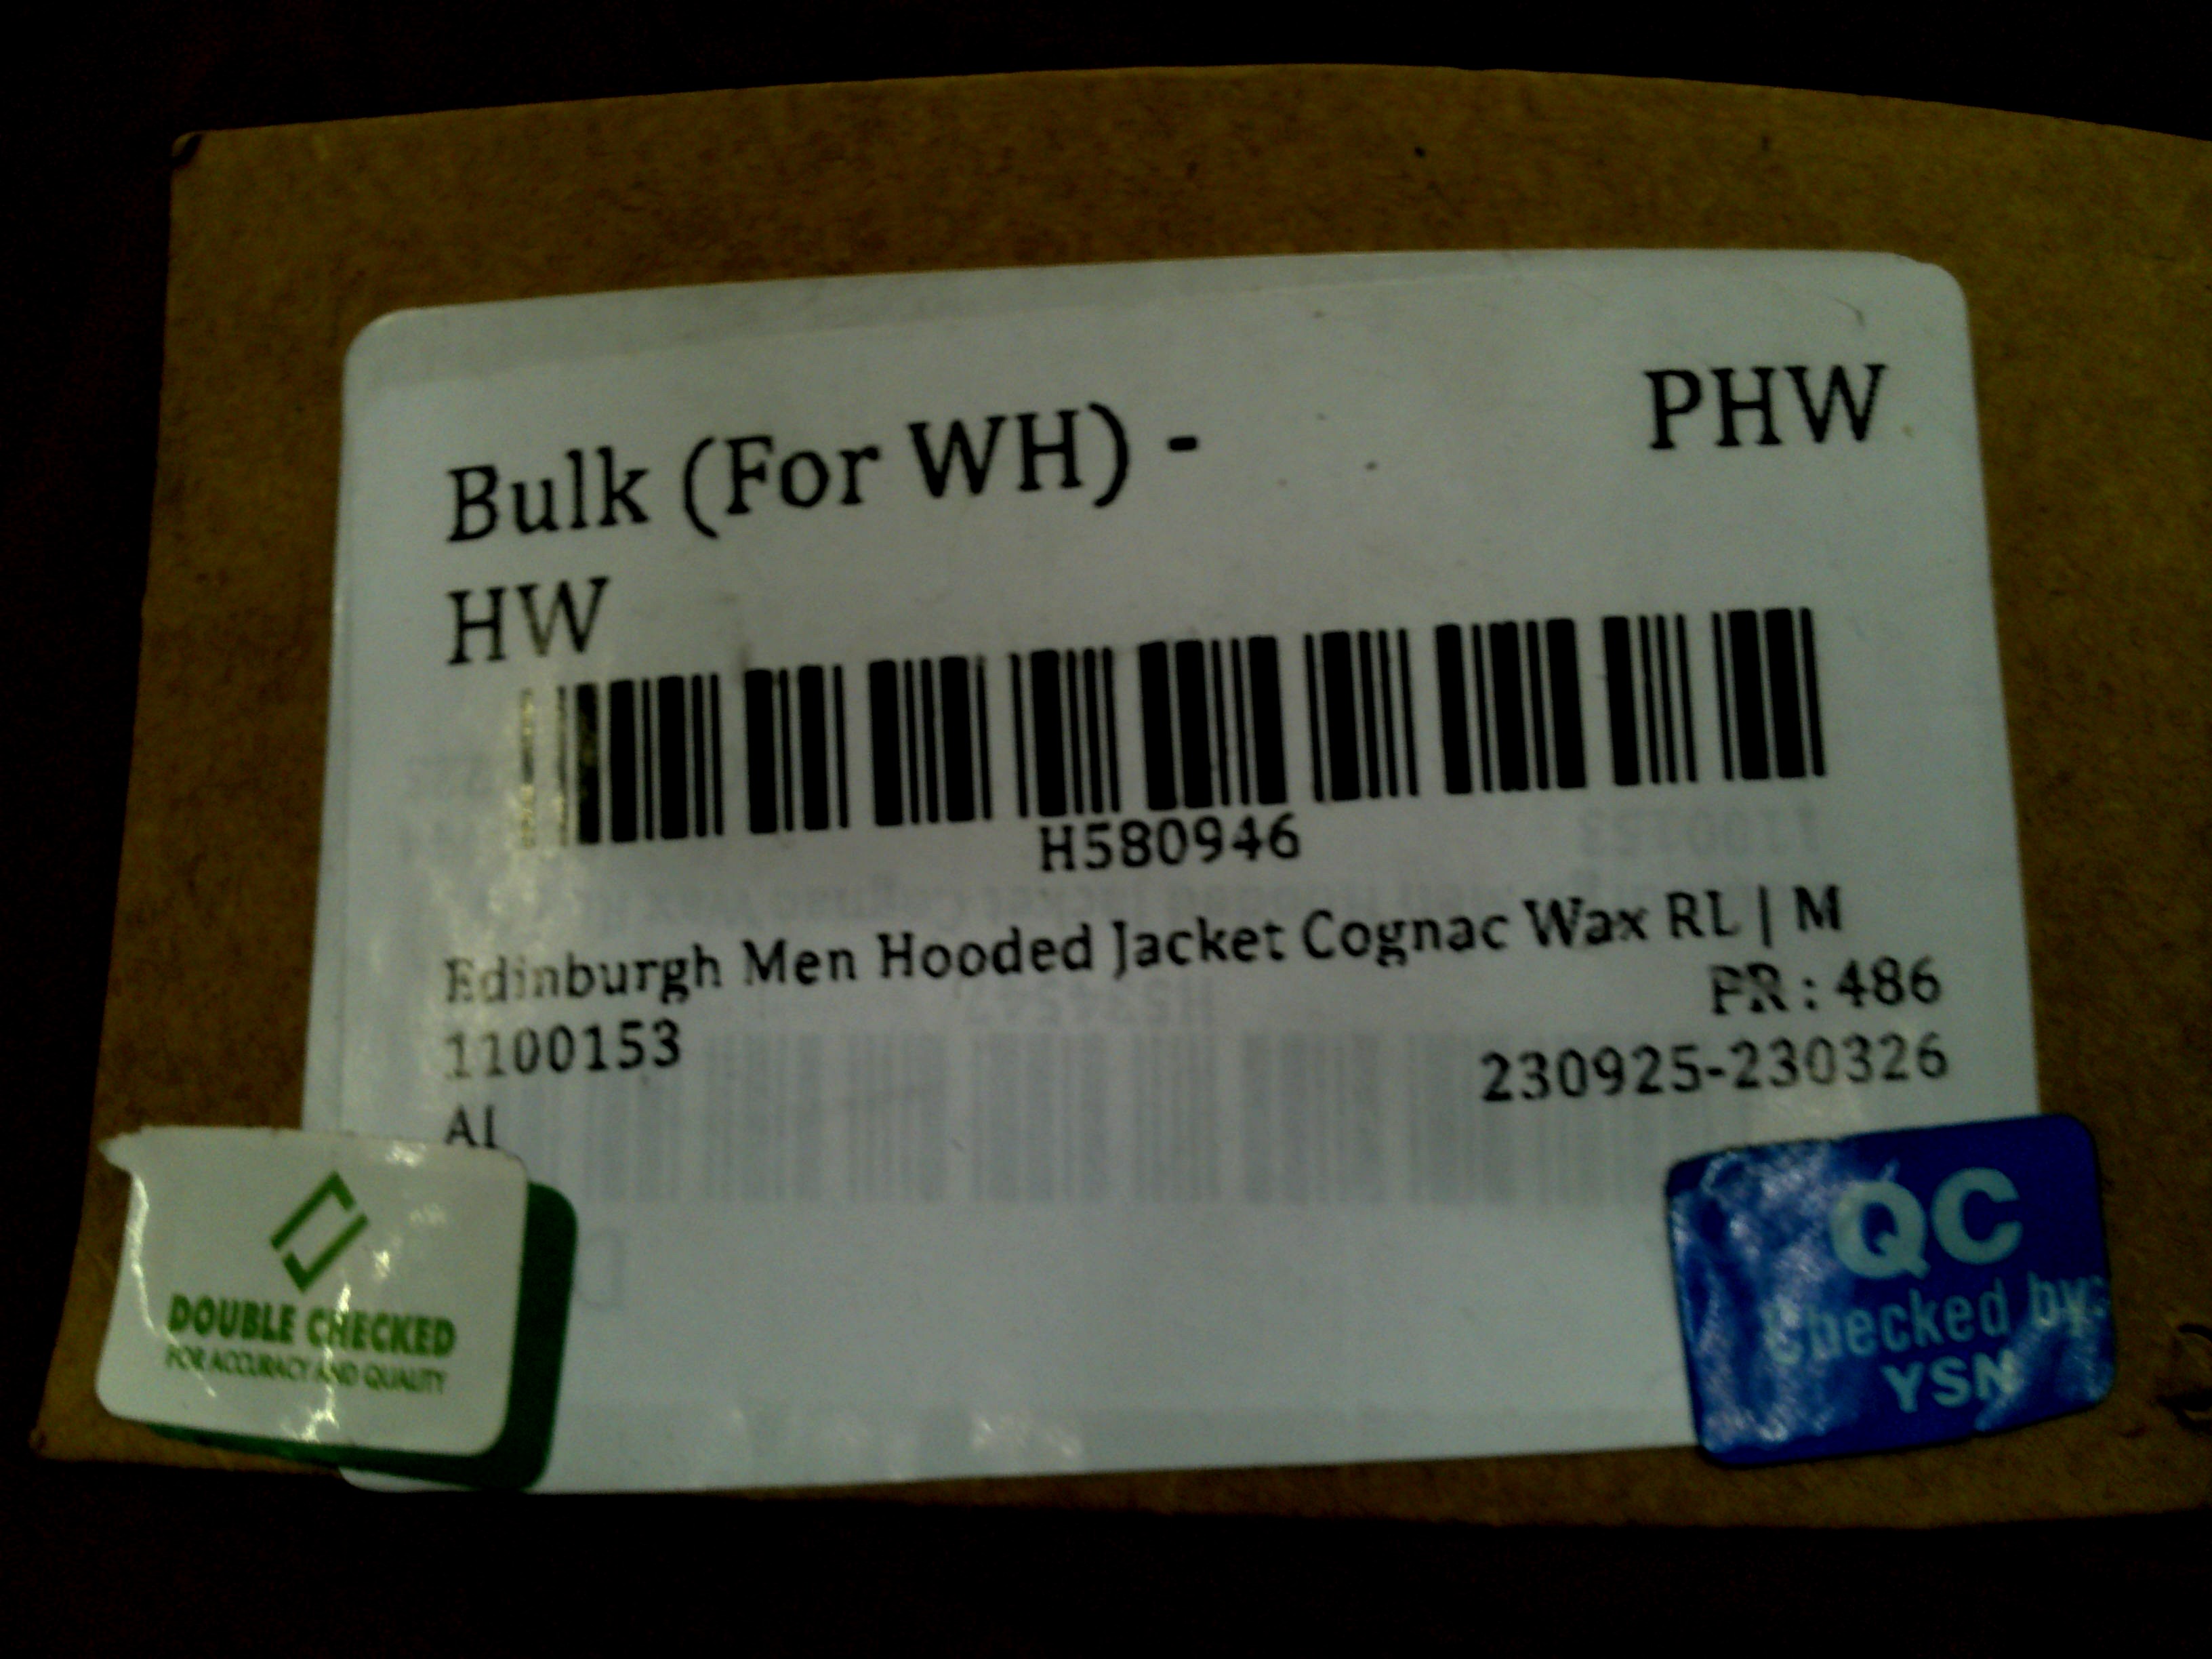 Bulk (For WH) - PHW
HW
H580946
Edinburgh Men Hooded Jacket Cognac Wax RL | M
PR : 486
1100153
230925-230326
AI
DOUBLE CHECKED
FOR ACCURACY AND QUALITY
QC
Checked by:
YSN